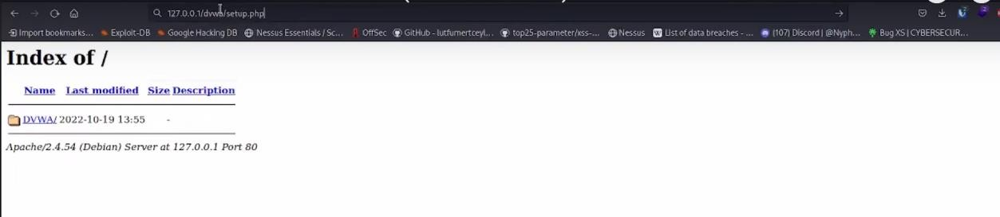 127.0.0.1/dvwa/setup.php
Import bookmarks... Exploit-DB Google Hacking DB Nessus Essentials / Sc... OffSec GitHub - lutfumertceyl... top25-parameter/xss-... Nessus List of data breaches - ... (107) Discord | @Nyph... Bug XS | CYBERSECUR...
Index of /
Name Last modified Size Description
DVWA/ 2022-10-19 13:55 -
Apache/2.4.54 (Debian) Server at 127.0.0.1 Port 80